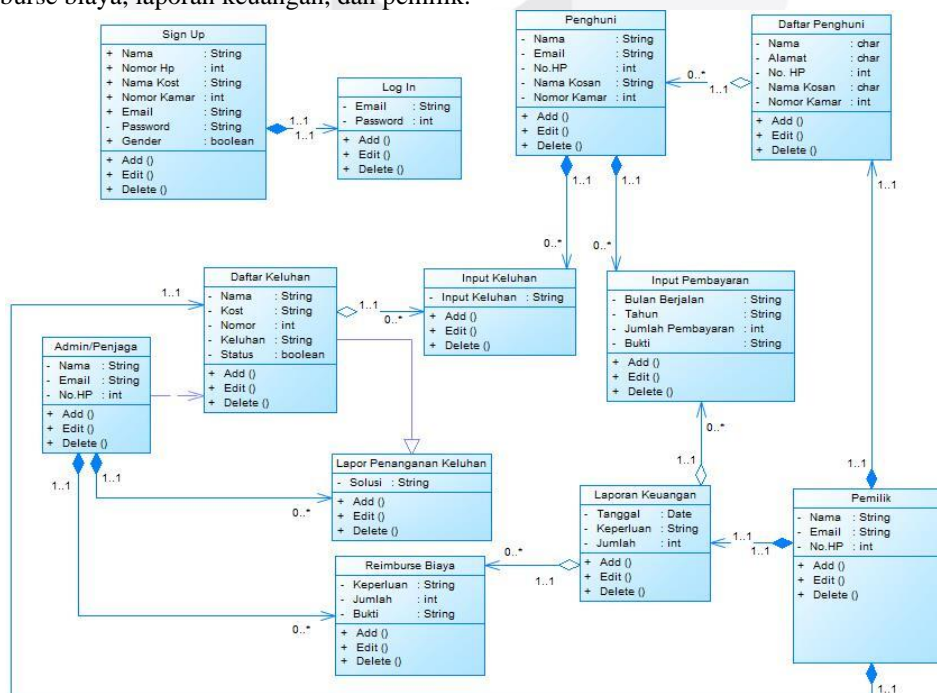 burse biaya, laporan keuangan, dan pemilik.
Sign Up
+ Nama : String
+ Nomor Hp : int
+ Nama Kost : String
+ Nomor Kamar : int
+ Email : String
- Password : String
+ Gender : boolean
+ Add ()
+ Edit ()
+ Delete ()
1..1
1..1
Log In
- Email : String
- Password : int
+ Add ()
+ Edit ()
+ Delete ()
Penghuni
- Nama : String
- Email : String
- No.HP : int
- Nama Kosan : String
- Nomor Kamar : int
+ Add ()
+ Edit ()
+ Delete ()
0..*
1..1
Daftar Penghuni
- Nama : char
- Alamat : char
- No. HP : int
- Nama Kosan : char
- Nomor Kamar : int
+ Add ()
+ Edit ()
+ Delete ()
1..1
1..1
1..1
0..*
0..*
1..1
Daftar Keluhan
- Nama : String
- Kost : String
- Nomor : int
- Keluhan : String
- Status : boolean
+ Add ()
+ Edit ()
+ Delete ()
1..1
0..*
Input Keluhan
- Input Keluhan : String
+ Add ()
+ Edit ()
+ Delete ()
Input Pembayaran
- Bulan Berjalan : String
- Tahun : String
- Jumlah Pembayaran : int
- Bukti : String
+ Add ()
+ Edit ()
+ Delete ()
Admin/Penjaga
- Nama : String
- Email : String
- No.HP : int
+ Add ()
+ Edit ()
+ Delete ()
1..1
1..1
0..*
0..*
Lapor Penanganan Keluhan
- Solusi : String
+ Add ()
+ Edit ()
+ Delete ()
0..*
1..1
Laporan Keuangan
- Tanggal : Date
- Keperluan : String
- Jumlah : int
+ Add ()
+ Edit ()
+ Delete ()
1..1
1..1
1..1
Pemilik
- Nama : String
- Email : String
- No.HP : int
+ Add ()
+ Edit ()
+ Delete ()
1..1
0..*
1..1
Reimburse Biaya
- Keperluan : String
- Jumlah : int
- Bukti : String
+ Add ()
+ Edit ()
+ Delete ()